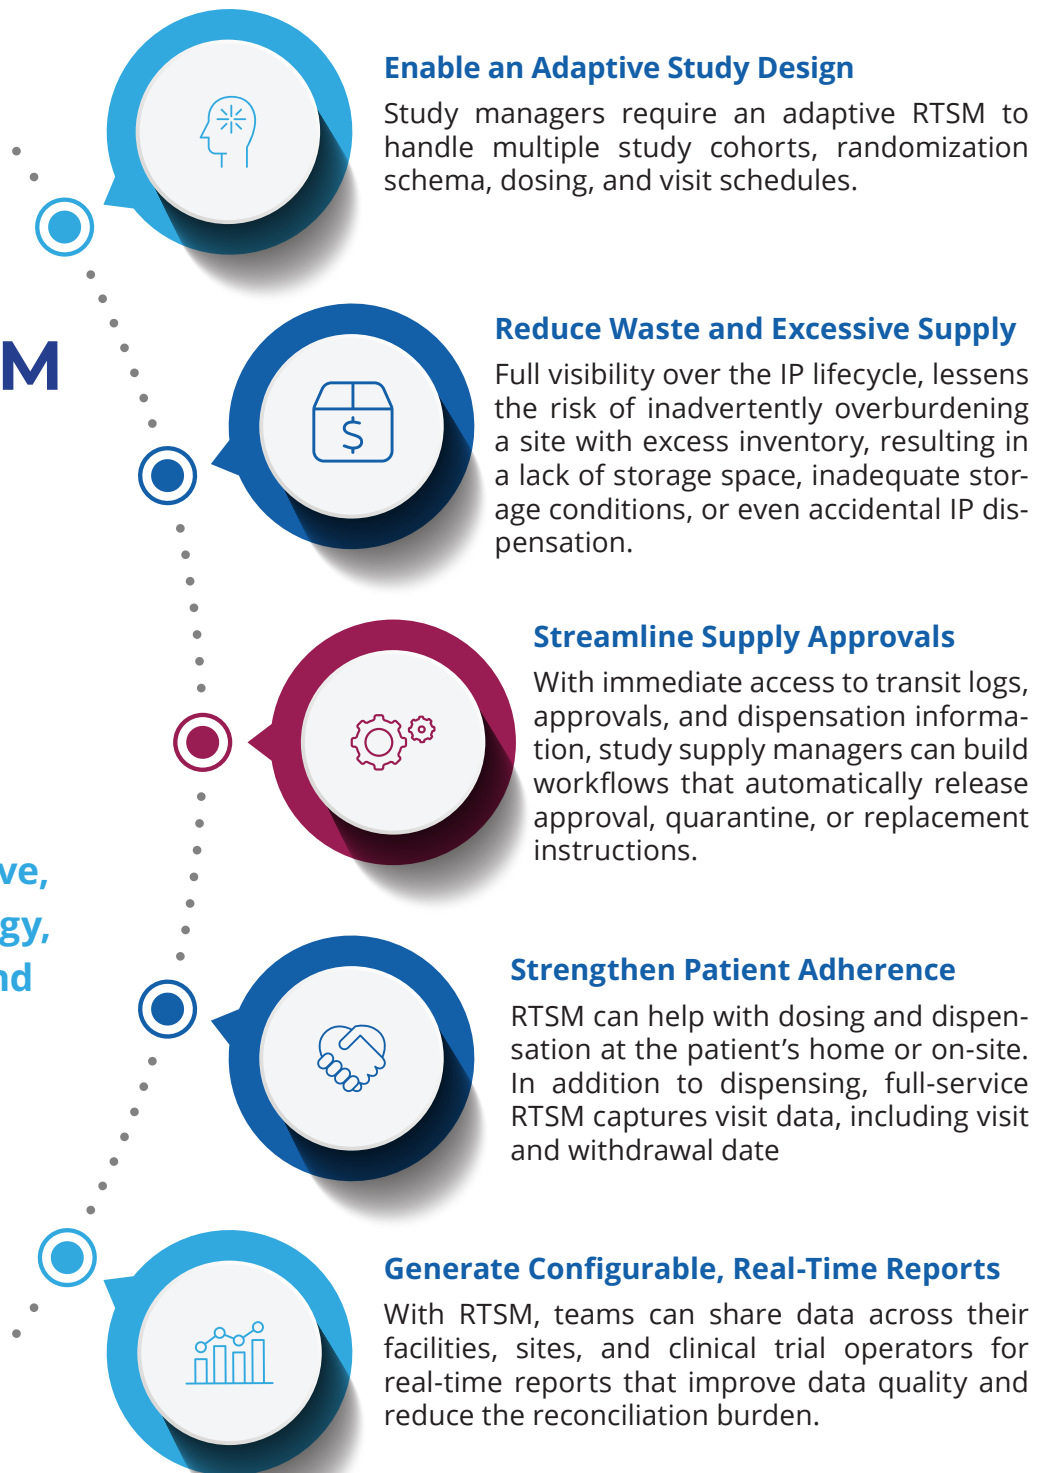 Enable an Adaptive Study Design
Study managers require an adaptive RTSM to
handle multiple study cohorts, randomization
schema, dosing, and visit schedules.
M
Reduce Waste and Excessive Supply
Full visibility over the IP lifecycle, lessens
the risk of inadvertently overburdening
a site with excess inventory, resulting in
a lack of storage space, inadequate stor-
age conditions, or even accidental IP dis-
pensation.
$
Streamline Supply Approvals
With immediate access to transit logs,
approvals, and dispensation informa-
tion, study supply managers can build
workflows that automatically release
approval, quarantine, or replacement
instructions.
ve,
gy,
nd
Strengthen Patient Adherence
RTSM can help with dosing and dispen-
sation at the patient’s home or on-site.
In addition to dispensing, full-service
RTSM captures visit data, including visit
and withdrawal date
Generate Configurable, Real-Time Reports
With RTSM, teams can share data across their
facilities, sites, and clinical trial operators for
real-time reports that improve data quality and
reduce the reconciliation burden.